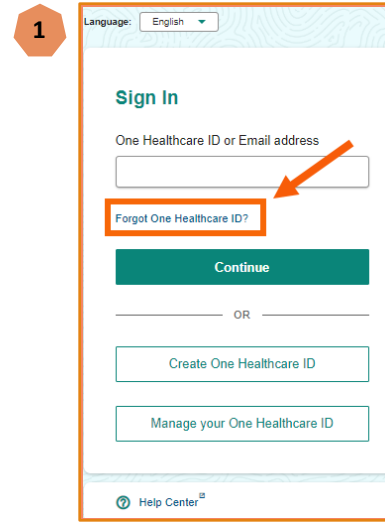 1
Language: English
Sign In
One Healthcare ID or Email address
Forgot One Healthcare ID?
Continue
OR
Create One Healthcare ID
Manage your One Healthcare ID
Help Center